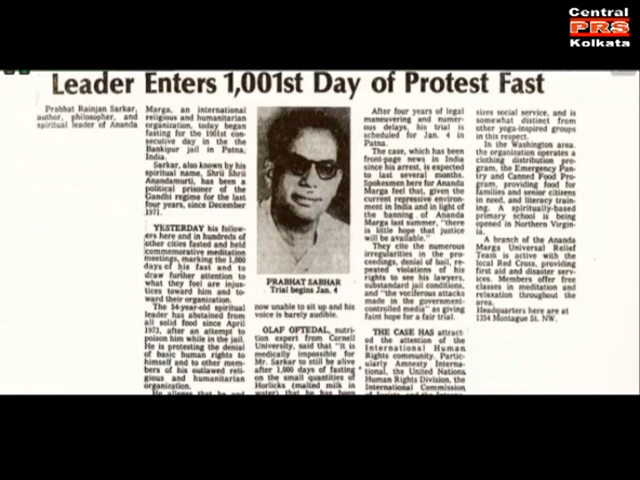 Central
PRS
Kolkata
Leader Enters 1,001st Day of Protest Fast
Prabhat Rainjan Sarkar,
author, philosopher, and
spiritual leader of Ananda
Marga, an international
religious and humanitarian
organization, today began
fasting for the 1001st con-
secutive day in the the
Bankipur jail in Patna,
India.
Sarkar, also known by his
spiritual name, Shrii Shrii
Anandamurti, has been a
political prisoner of the
Gandhi regime for the last
four years, since December
1971.
YESTERDAY his follow-
ers here and in hundreds of
other cities fasted and held
commemorative meditation
meetings, marking the 1,000
days of his fast and to
draw further attention to
what they feel are injus-
tices toward him and to-
ward their organization.
The 54-year-old spiritual
leader has abstained from
all solid food since April
1973, after an attempt to
poison him while in the jail.
He is protesting the denial
of basic human rights to
himself and to other mem-
bers of his outlawed reli-
gious and humanitarian
organization.
He alleges that he and
PRABHAT SARHAR
Trial begins Jan. 4
now unable to sit up and his
voice is barely audible.
OLAF OFTEDAL, nutri-
tion expert from Cornell
University, said that "it is
medically impossible for
Mr. Sarkar to still be alive
after 1,000 days of fasting
on the small quantities of
Horlicks (malted milk in
water) that he has been
After four years of legal
maneuvering and numer-
ous delays, his trial is
scheduled for Jan. 4 in
Patna.
The case, which has been
front-page news in India
since his arrest, is expected
to last several months.
Spokesmen here for Ananda
Marga feel that, given the
current repressive environ-
ment in India and in light of
the banning of Ananda
Marga last summer, "there
is little hope that justice
will be available."
They cite the numerous
irregularities in the pro-
ceedings, denial of bail, re-
peated violations of his
rights to see his lawyers,
substandard jail conditions,
and "the vociferous attacks
made in the government-
controlled media" as giving
faint hope for a fair trial.
THE CASE HAS attract-
ed the attention of the
International Human
Rights community. Partic-
ularly Amnesty Interna-
tional, the United Nations
Human Rights Division, the
International Commission
sizes social service, and is
somewhat distinct from
other yoga-inspired groups
in this respect.
In the Washington area,
the organization operates a
clothing distribution pro-
gram, the Emergency Pan-
try and Canned Food Pro-
gram, providing food for
families and senior citizens
in need, and literacy train-
ing. A spiritually-based
primary school is being
opened in Northern Virgin-
ia.
A branch of the Ananda
Marga Universal Relief
Team is active with the
local Red Cross, providing
first aid and disaster serv-
ices. Members offer free
classes in meditation and
relaxation throughout the
area.
Headquarters here are at
1354 Montague St. NW.